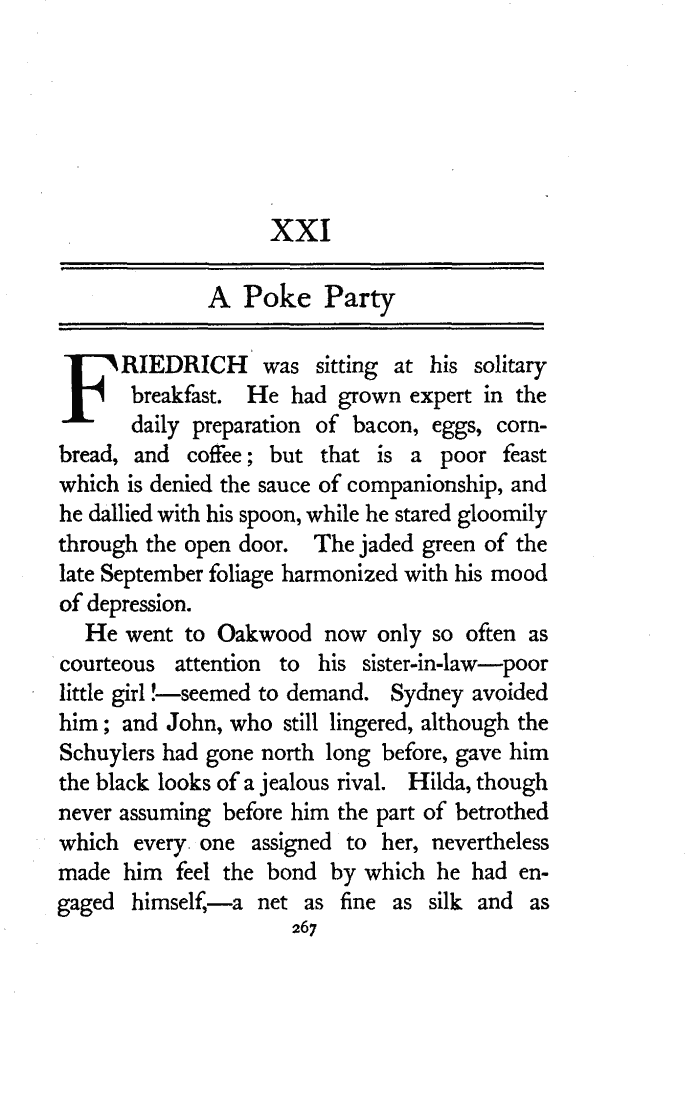 XXI
A Poke Party
FRIEDRICH was sitting at his solitary
breakfast. He had grown expert in the
daily preparation of bacon, eggs, corn-
bread, and coffee; but that is a poor feast
which is denied the sauce of companionship, and
he dallied with his spoon, while he stared gloomily
through the open door. The jaded green of the
late September foliage harmonized with his mood
of depression.
He went to Oakwood now only so often as
courteous attention to his sister-in-law—poor
little girl!—seemed to demand. Sydney avoided
him; and John, who still lingered, although the
Schuylers had gone north long before, gave him
the black looks of a jealous rival. Hilda, though
never assuming before him the part of betrothed
which every one assigned to her, nevertheless
made him feel the bond by which he had en-
gaged himself,—a net as fine as silk and as
267